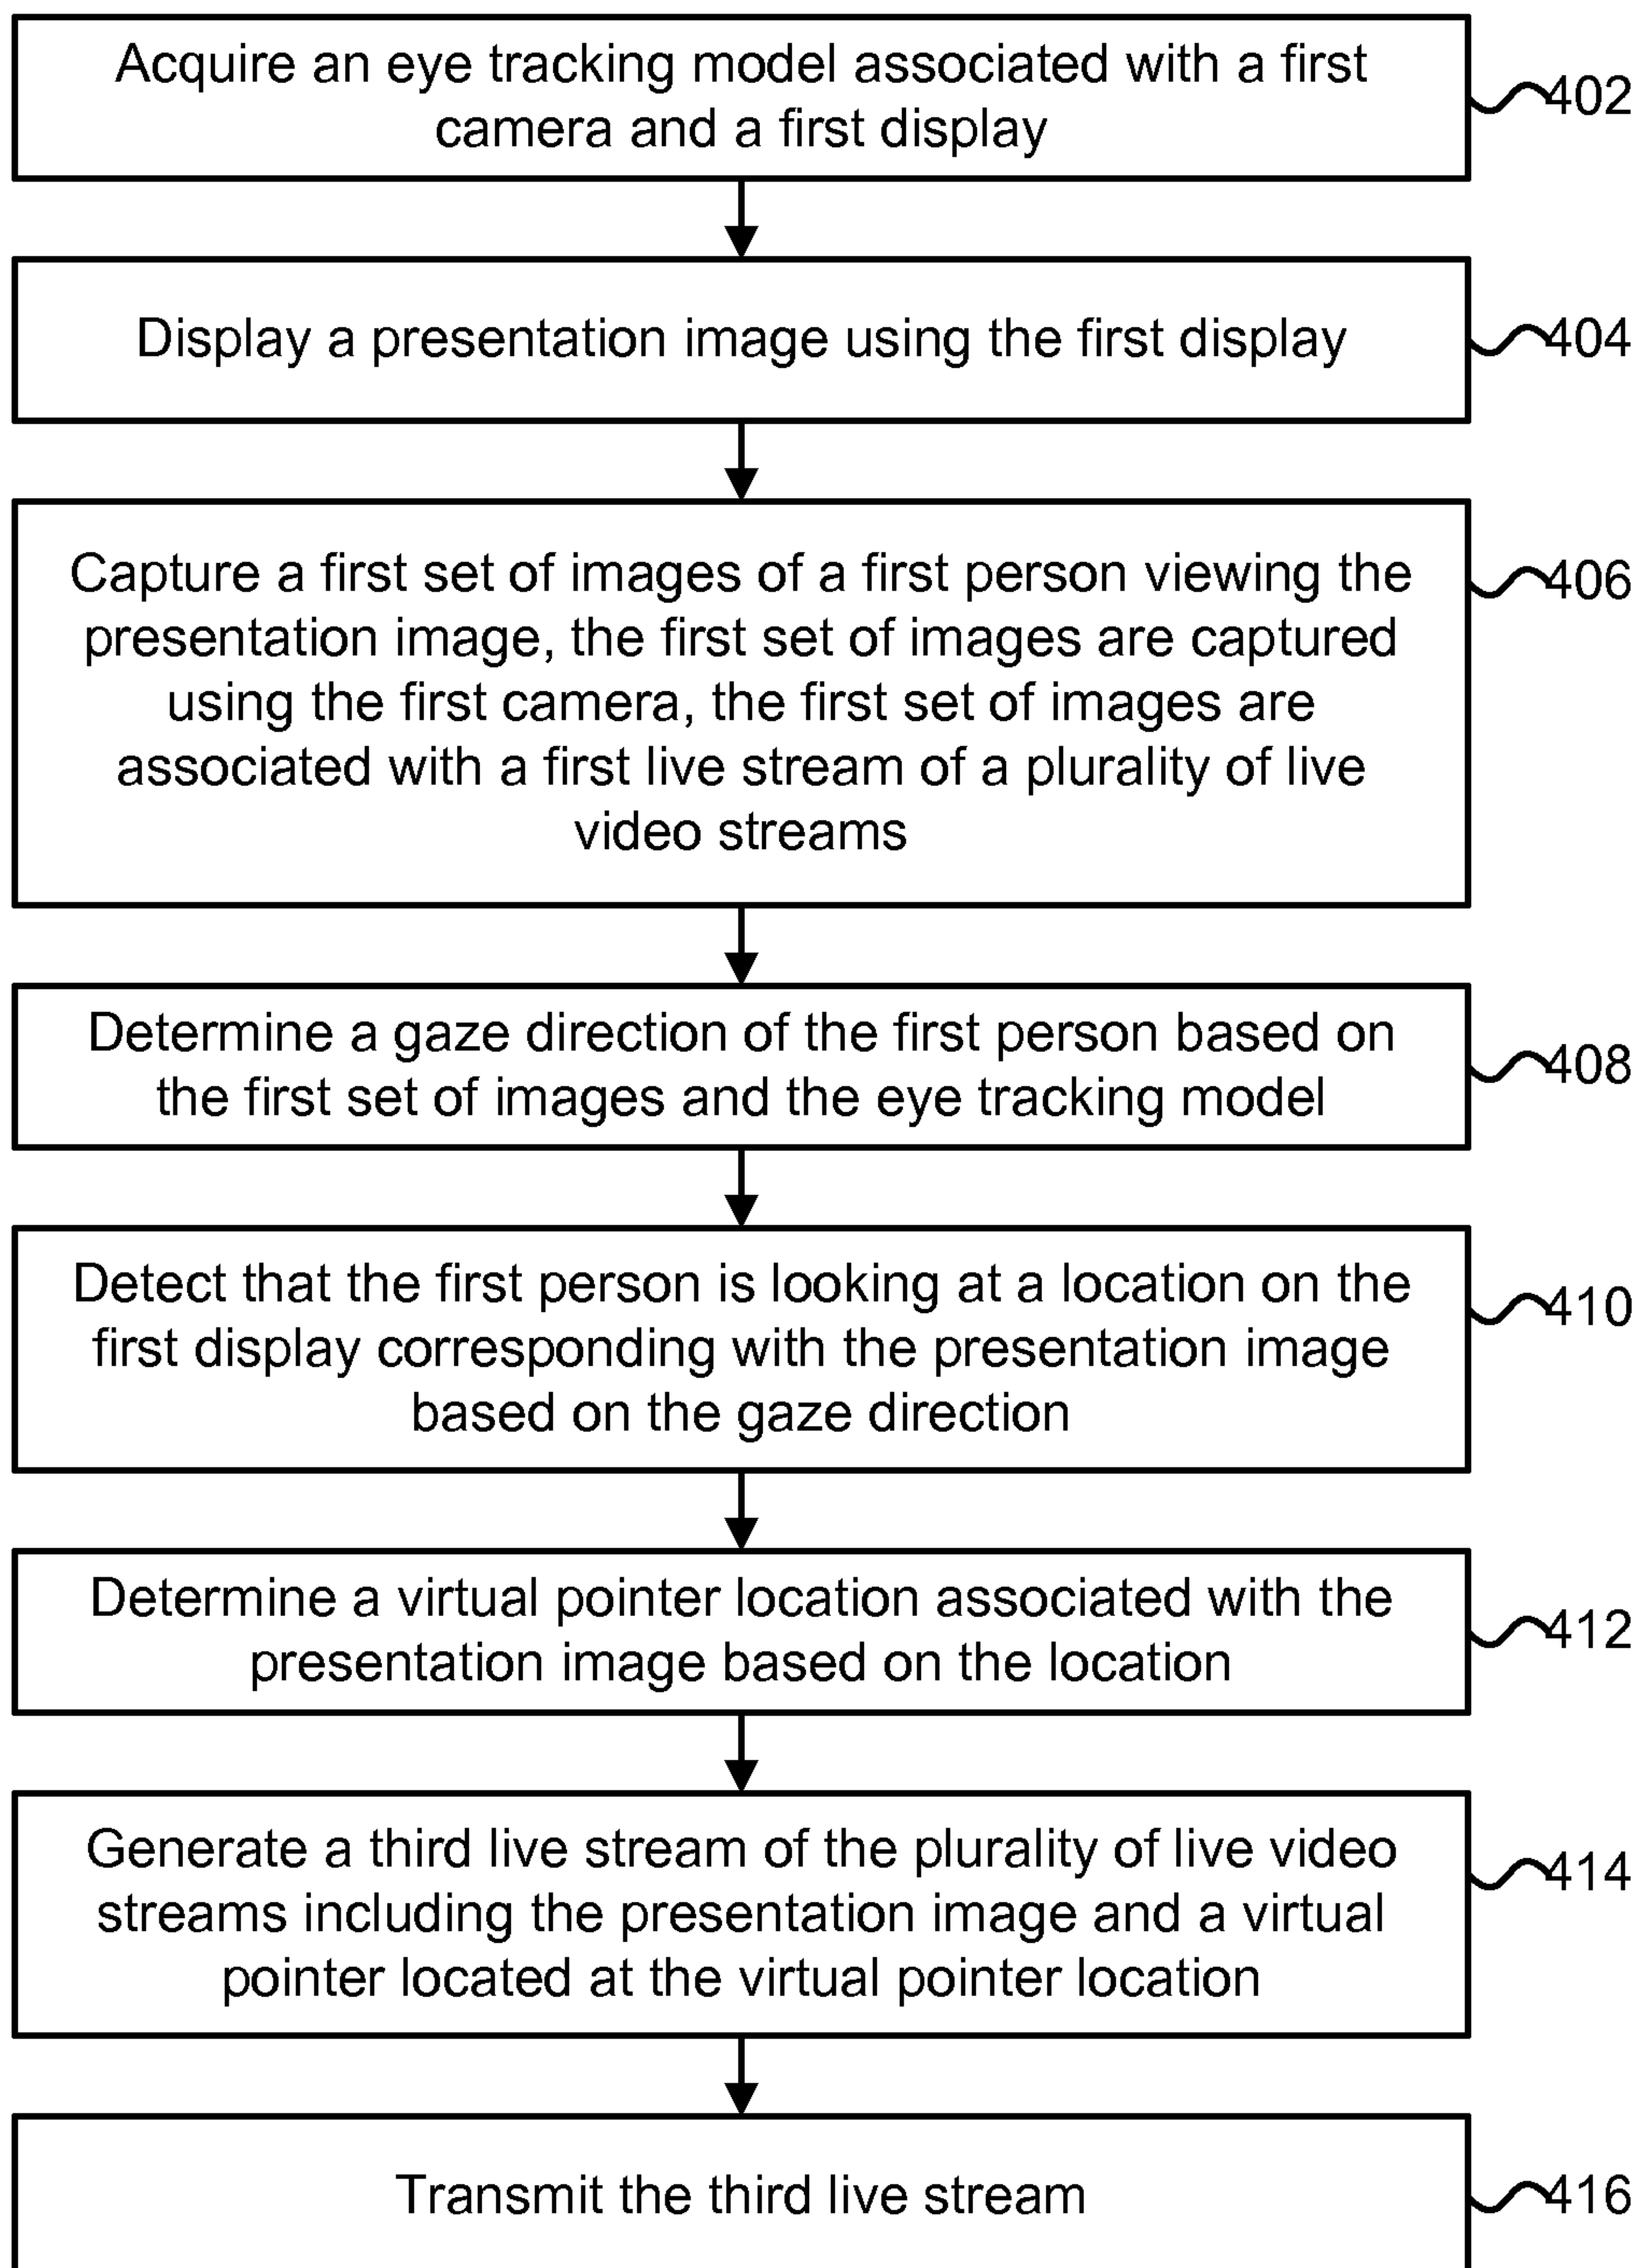 Acquire an eye tracking model associated with a first
camera and a first display
402
Display a presentation image using the first display
404
Capture a first set of images of a first person viewing the
presentation image, the first set of images are captured
using the first camera, the first set of images are
associated with a first live stream of a plurality of live
video streams
406
Determine a gaze direction of the first person based on
the first set of images and the eye tracking model
408
Detect that the first person is looking at a location on the
first display corresponding with the presentation image
based on the gaze direction
410
Determine a virtual pointer location associated with the
presentation image based on the location
412
Generate a third live stream of the plurality of live video
streams including the presentation image and a virtual
pointer located at the virtual pointer location
414
Transmit the third live stream
416